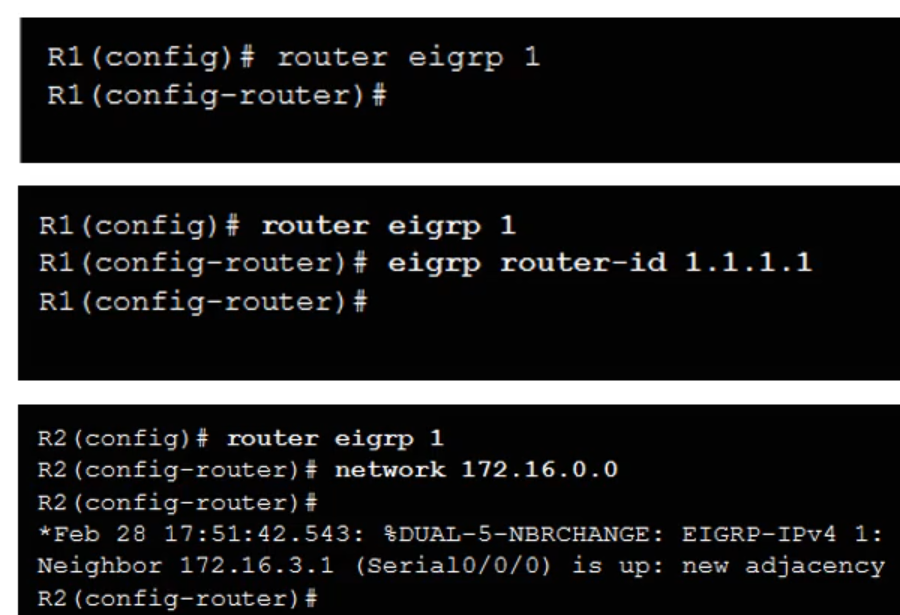 R1(config)# router eigrp 1
R1(config-router)#
R1(config)# router eigrp 1
R1(config-router)# eigrp router-id 1.1.1.1
R1(config-router)#
R2(config)# router eigrp 1
R2(config-router)# network 172.16.0.0
R2(config-router)#
*Feb 28 17:51:42.543: %DUAL-5-NBRCHANGE: EIGRP-IPv4 1:
Neighbor 172.16.3.1 (Serial0/0/0) is up: new adjacency
R2(config-router)#